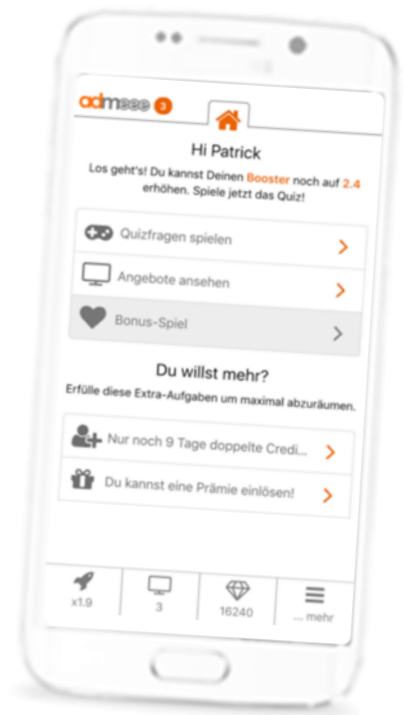 admeee 3
Hi Patrick
Los geht's! Du kannst Deinen Booster noch auf 2.4
erhöhen. Spiele jetzt das Quiz!
Quizfragen spielen
Angebote ansehen
Bonus-Spiel
Du willst mehr?
Erfülle diese Extra-Aufgaben um maximal abzuräumen.
Nur noch 9 Tage doppelte Credi...
Du kannst eine Prämie einlösen!
x1.9 3 16240 ... mehr